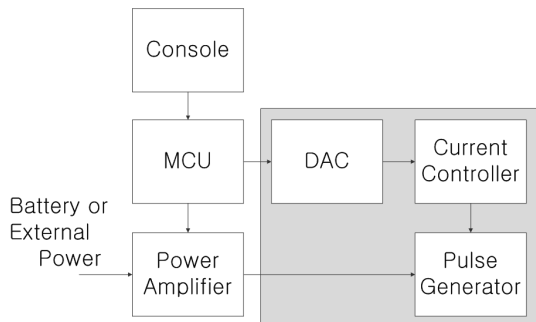 Console
MCU
DAC
Current
Controller
Battery or
External
Power
Power
Amplifier
Pulse
Generator